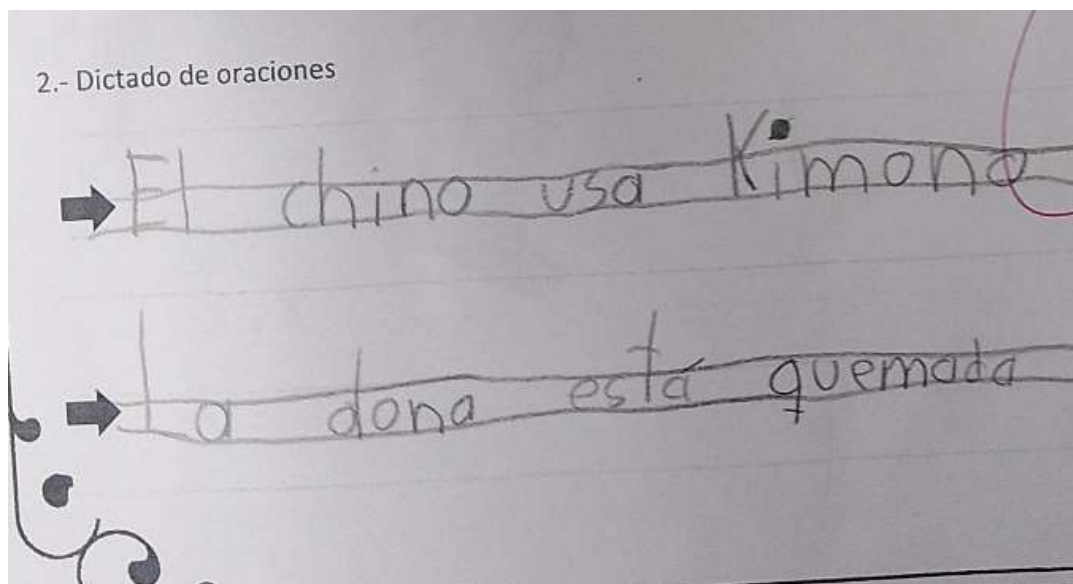 2.- Dictado de oraciones
El chino usa Kimono
La dona está quemada